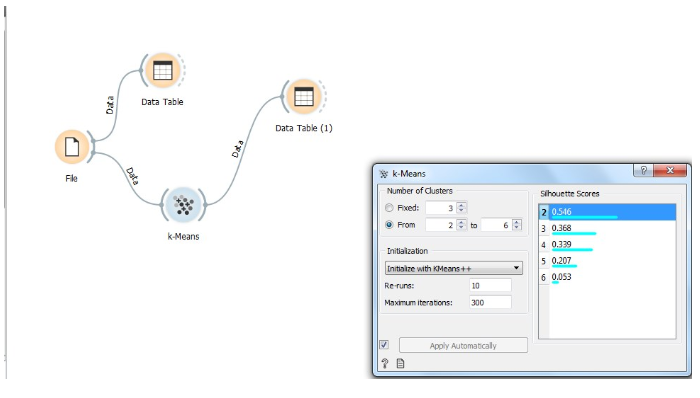 Data Table
Data
Data Table (1)
Data
File
Data
k-Means
k-Means
Number of Clusters
Fixed: 3
From 2 to 6
Initialization
Initialize with KMeans++
Re-runs: 10
Maximum iterations: 300
Apply Automatically
?
Silhouette Scores
2 0.546
3 0.368
4 0.339
5 0.207
6 0.053